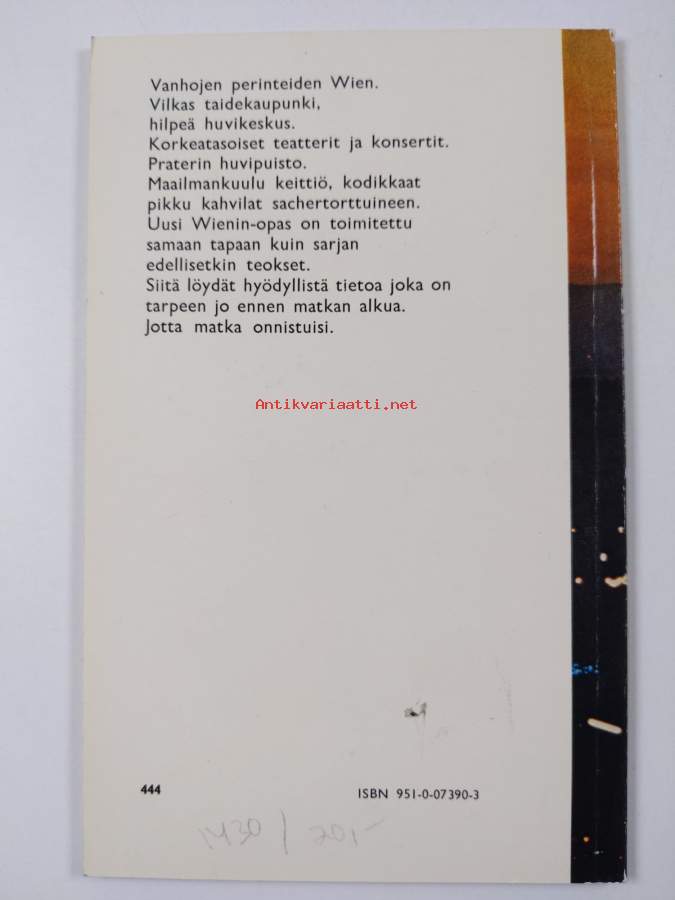 Vanhojen perinteiden Wien.
Vilkas taidekaupunki,
hilpeä huvikeskus.
Korkeatasoiset teatterit ja konsertit.
Praterin huvipuisto.
Maailmankuulu keittiö, kodikkaat
pikku kahvilat sachertorttuineen.
Uusi Wienin-opas on toimitettu
samaan tapaan kuin sarjan
edellisetkin teokset.
Siitä löydät hyödyllistä tietoa joka on
tarpeen jo ennen matkan alkua.
Jotta matka onnistuisi.
Antikvariaatti.net
444
ISBN 951-0-07390-3